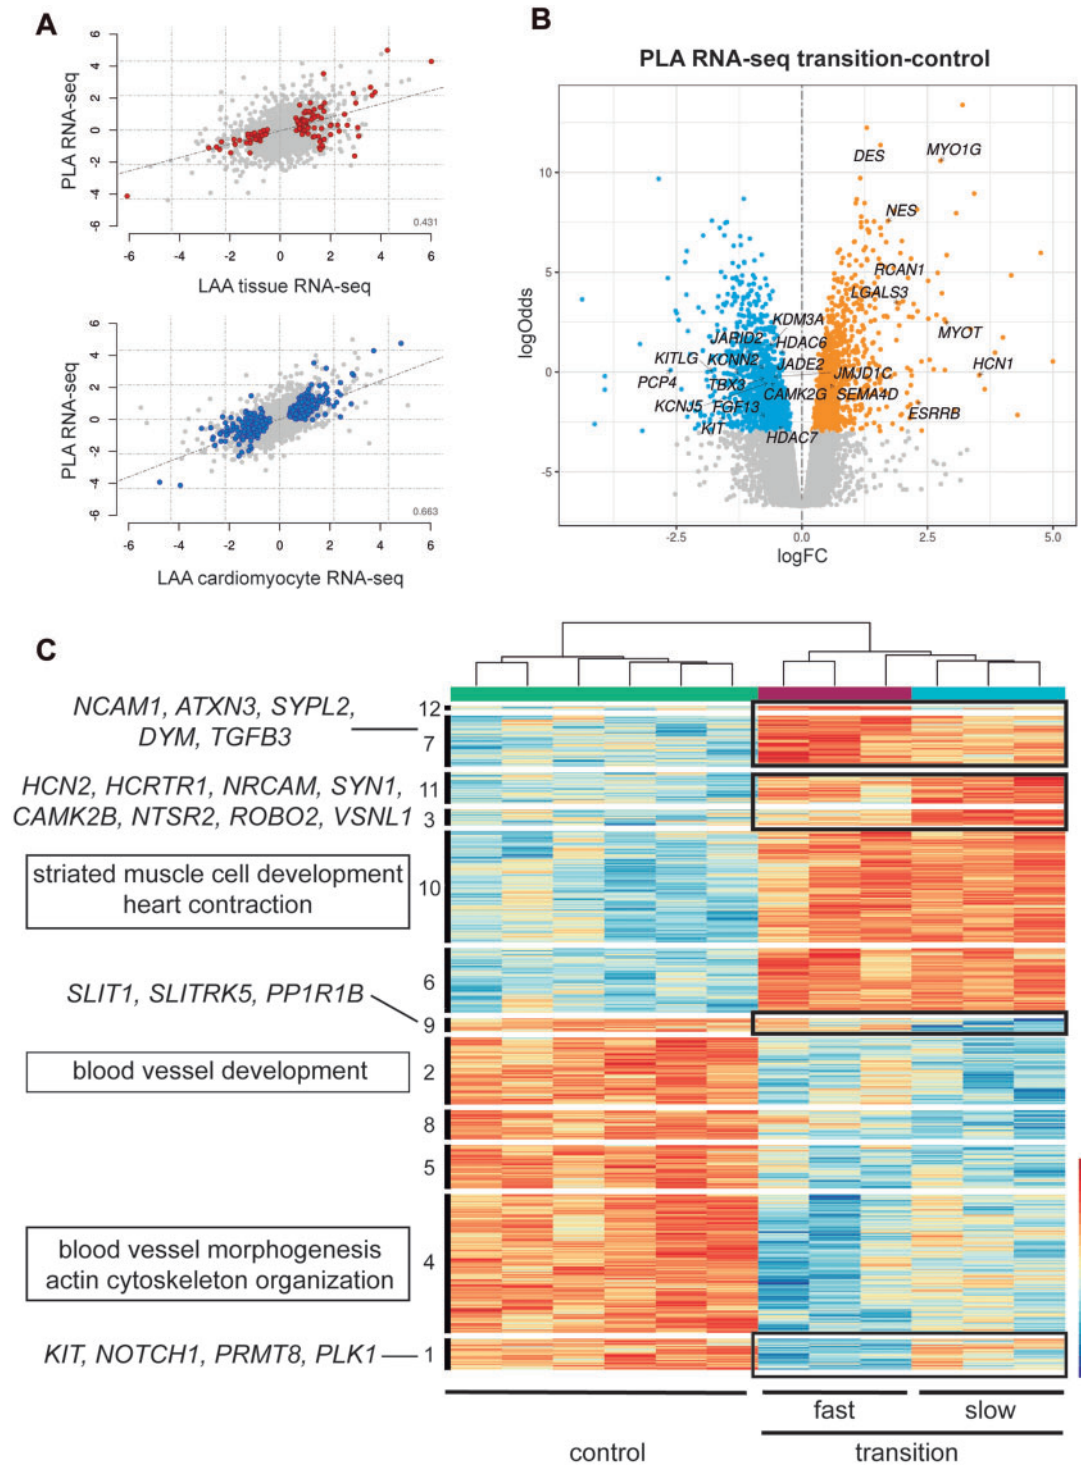 A
PLA RNA-seq
6
4
2
0
-2
-4
-6
0.431
-6
-4
-2
0
2
4
6
LAA tissue RNA-seq
PLA RNA-seq
6
4
2
0
-2
-4
-6
0.663
-6
-4
-2
0
2
4
6
LAA cardiomyocyte RNA-seq
B
PLA RNA-seq transition-control
logOdds
10
5
0
-5
DES
MYO1G
NES
RCAN1
LGALS3
KDM3A
MYOT
JARID2
HDAC6
KITLG
KCNN2
JADE2
HCN1
PCP4
TBX3
JMJD1C
CAMK2G
SEMA4D
KCNJ5
FGF13
ESRRB
KIT
HDAC7
-2.5
0.0
2.5
5.0
logFC
C
NCAM1, ATXN3, SYPL2,
DYM, TGFB3
12
7
HCN2, HCRTR1, NRCAM, SYN1,
CAMK2B, NTSR2, ROBO2, VSNL1
11
3
striated muscle cell development
heart contraction
10
6
SLIT1, SLITRK5, PP1R1B
9
blood vessel development
2
8
5
blood vessel morphogenesis
actin cytoskeleton organization
4
KIT, NOTCH1, PRMT8, PLK1
1
fast
slow
control
transition